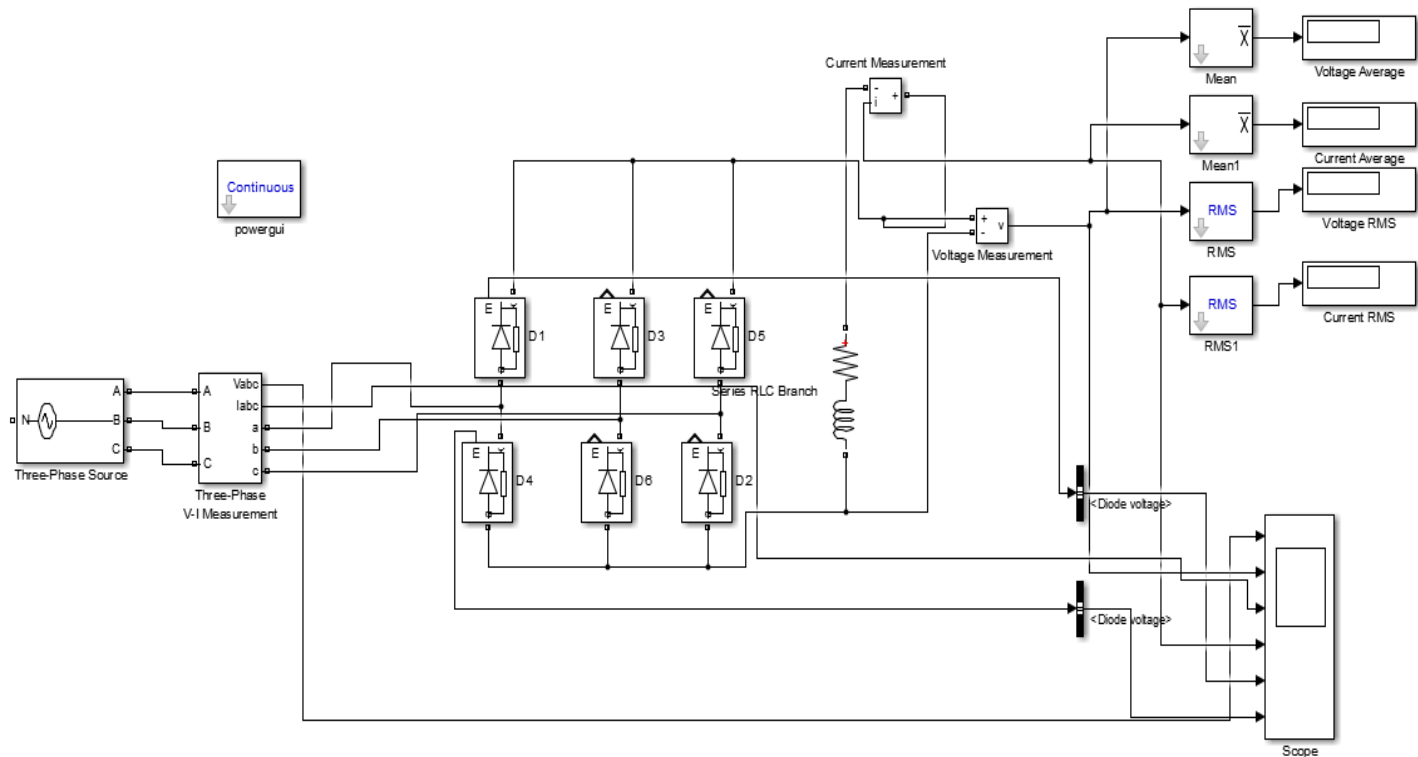 Continuous
powergui
Current Measurement
-
i
+
X
Mean
Voltage Average
X
Mean1
Current Average
RMS
RMS
Voltage RMS
RMS
RMS1
Current RMS
+
-
v
Voltage Measurement
E
D1
E
D3
E
D5
Series RLC Branch
N
A
B
C
Three-Phase Source
A
B
C
Vabc
Iabc
a
b
c
Three-Phase
V-I Measurement
E
D4
E
D6
E
D2
<Diode voltage>
<Diode voltage>
Scope